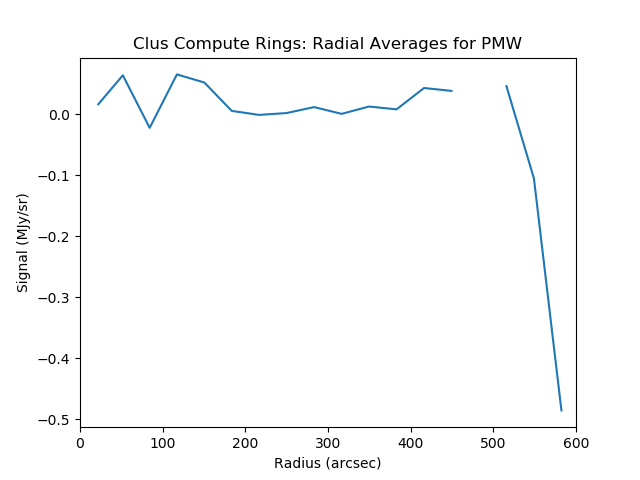 Clus Compute Rings: Radial Averages for PMW
Signal (MJy/sr)
0.0
−0.1
−0.2
−0.3
−0.4
−0.5
0 100 200 300 400 500 600
Radius (arcsec)